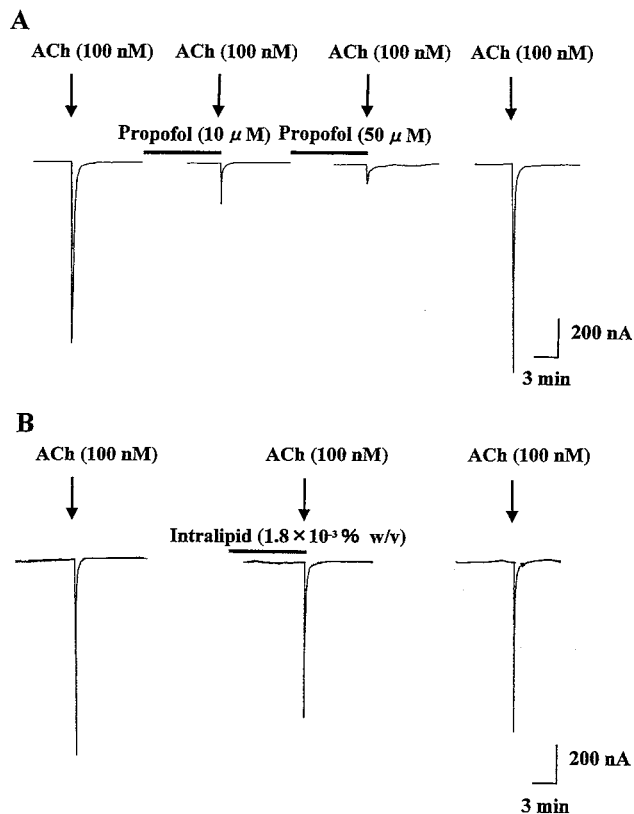 A
ACh (100 nM) ACh (100 nM) ACh (100 nM) ACh (100 nM)
Propofol (10 μ M) Propofol (50 μ M)
200 nA
3 min
B
ACh (100 nM) ACh (100 nM) ACh (100 nM)
Intralipid (1.8×10⁻³ % w/v)
200 nA
3 min